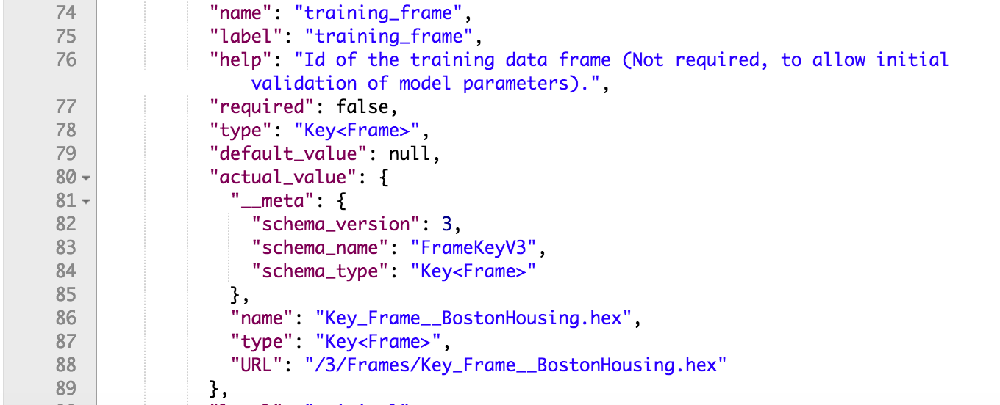 74 "name": "training_frame",
75 "label": "training_frame",
76 "help": "Id of the training data frame (Not required, to allow initial
validation of model parameters).",
77 "required": false,
78 "type": "Key<Frame>",
79 "default_value": null,
80 "actual_value": {
81 "__meta": {
82 "schema_version": 3,
83 "schema_name": "FrameKeyV3",
84 "schema_type": "Key<Frame>"
85 },
86 "name": "Key_Frame__BostonHousing.hex",
87 "type": "Key<Frame>",
88 "URL": "/3/Frames/Key_Frame__BostonHousing.hex"
89 },